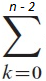 n - 2
∑
k = 0